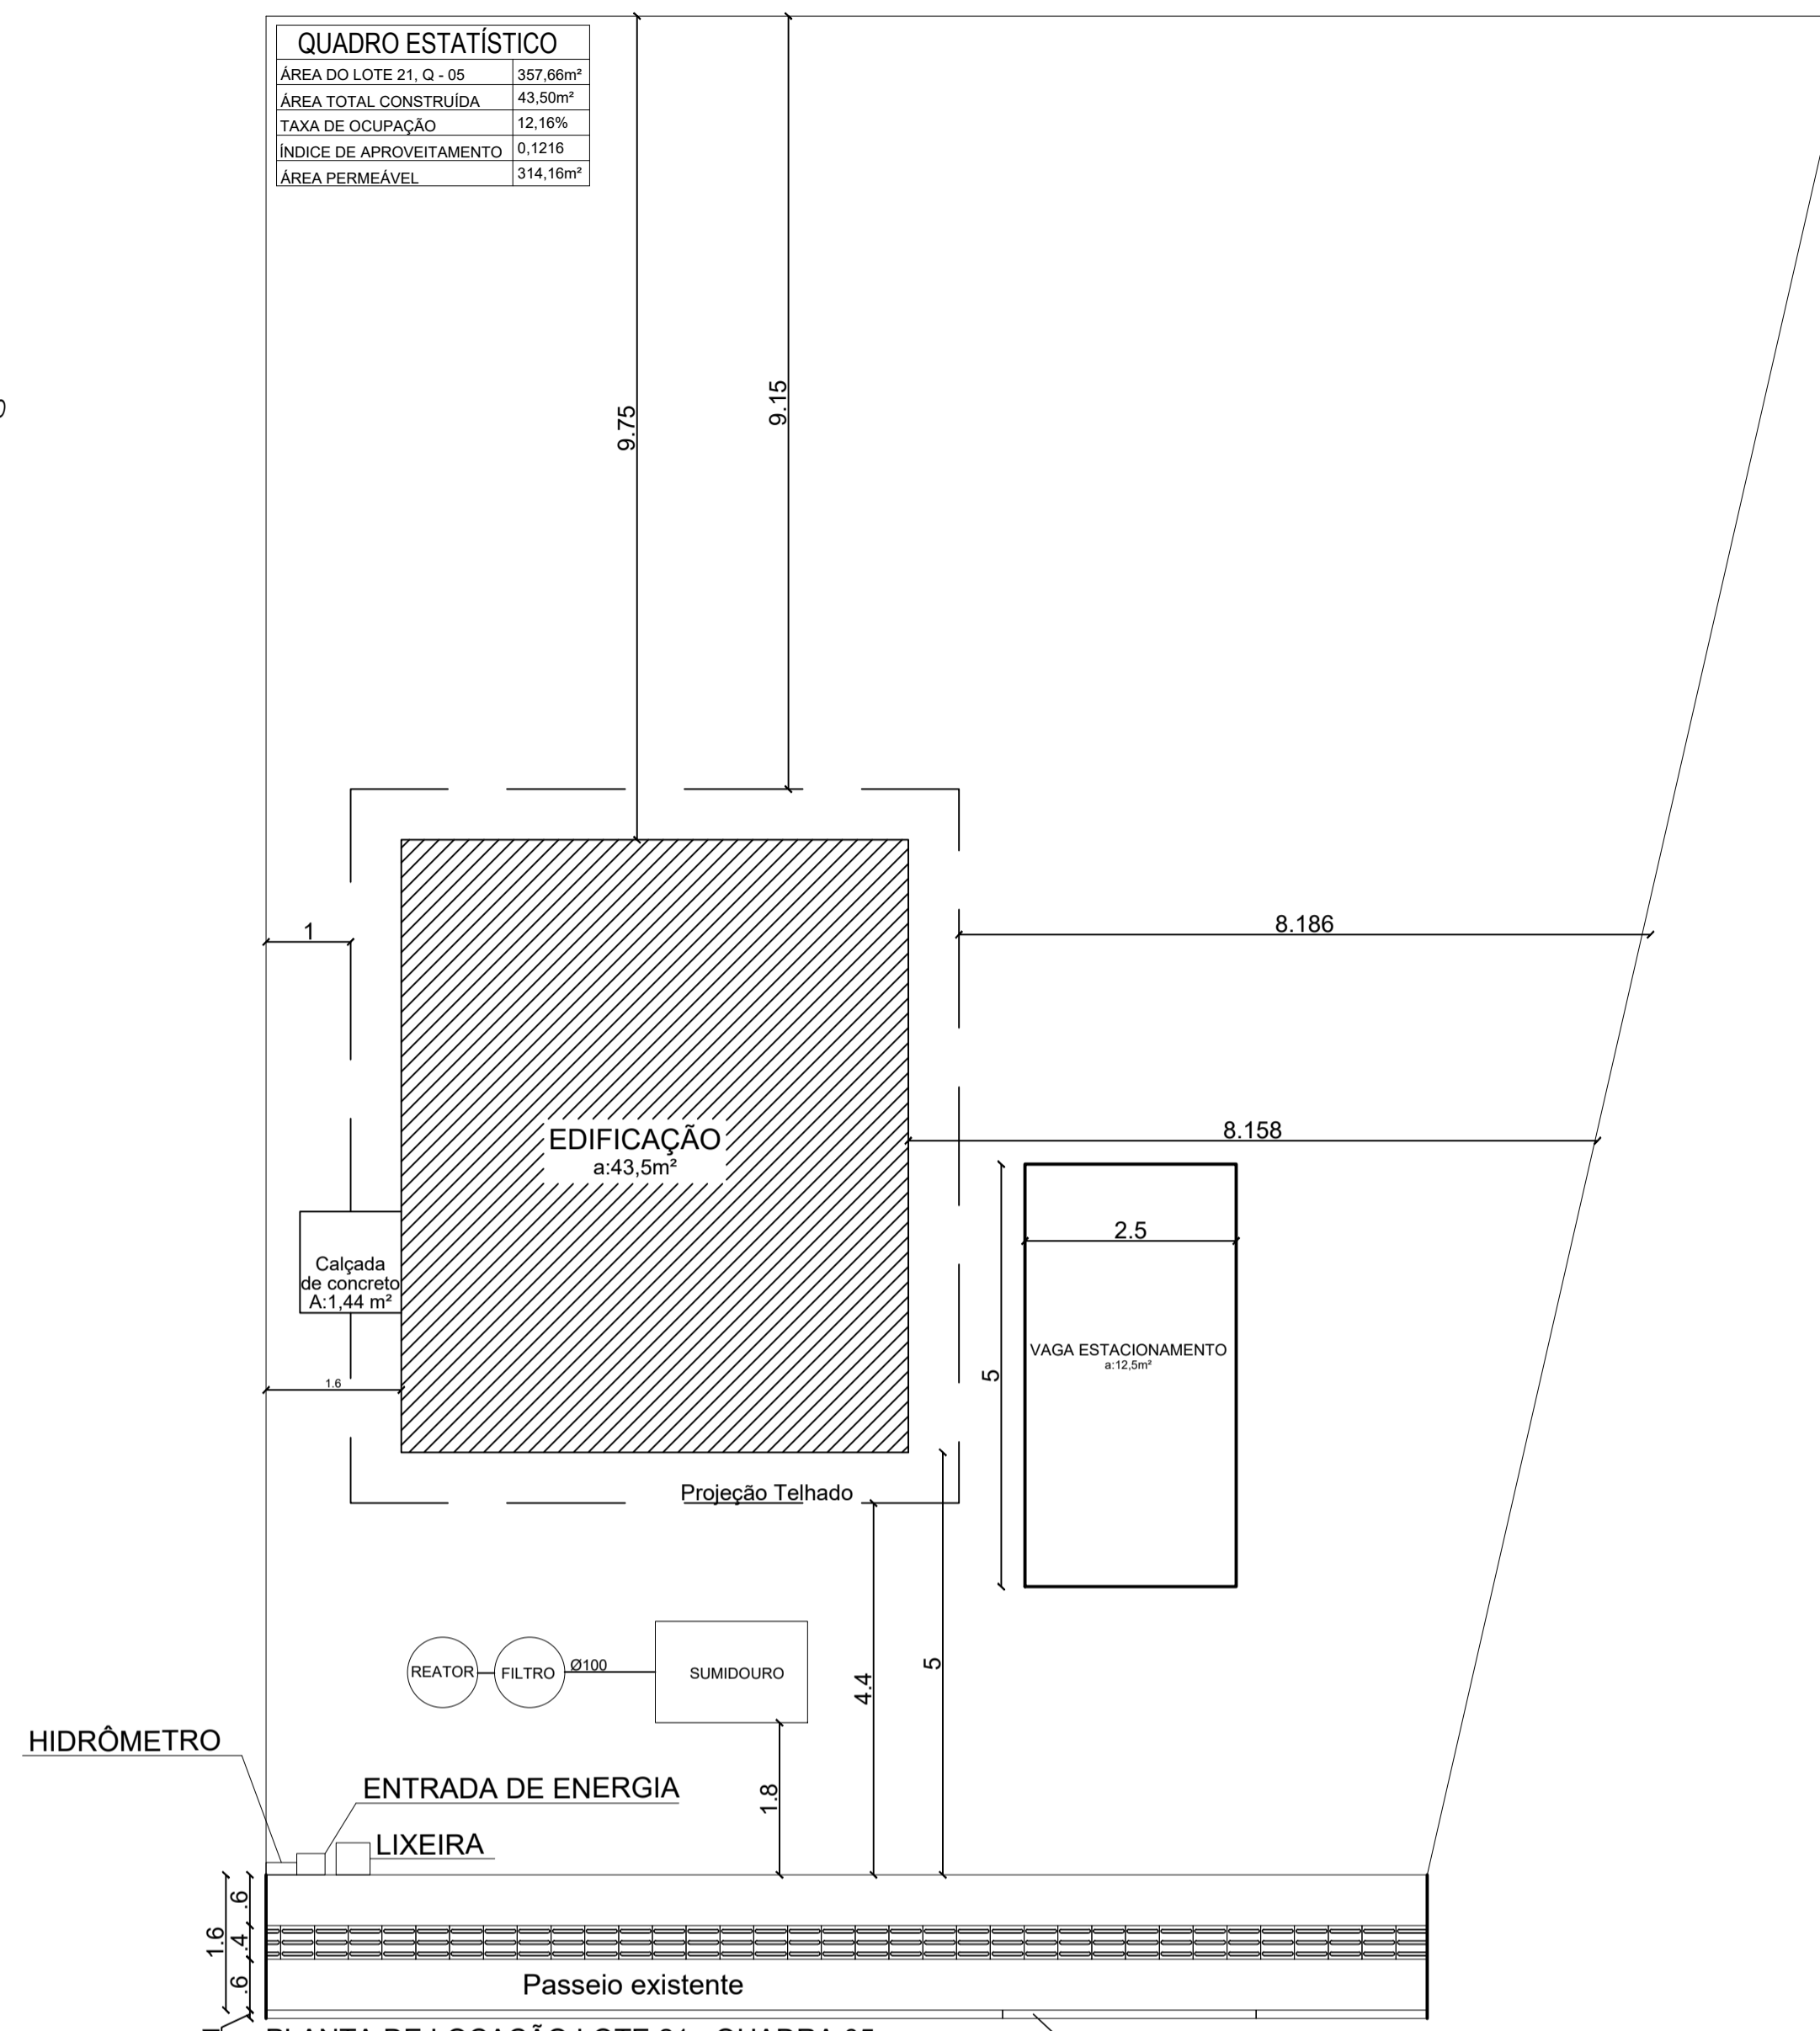 QUADRO ESTATÍSTICO
ÁREA DO LOTE 21, Q - 05 357,66m²
ÁREA TOTAL CONSTRUÍDA 43,50m²
TAXA DE OCUPAÇÃO 12,16%
ÍNDICE DE APROVEITAMENTO 0,1216
ÁREA PERMEÁVEL 314,16m²
9.75
9.15
1
8.186
EDIFICAÇÃO
a:43,5m²
8.158
2.5
Calçada
de concreto
A:1,44 m²
VAGA ESTACIONAMENTO
a:12,5m²
5
1.6
Projeção Telhado
REATOR
FILTRO
Ø100
SUMIDOURO
4.4
5
1.8
HIDRÔMETRO
ENTRADA DE ENERGIA
LIXEIRA
1.6
.6
.4
.6
Passeio existente